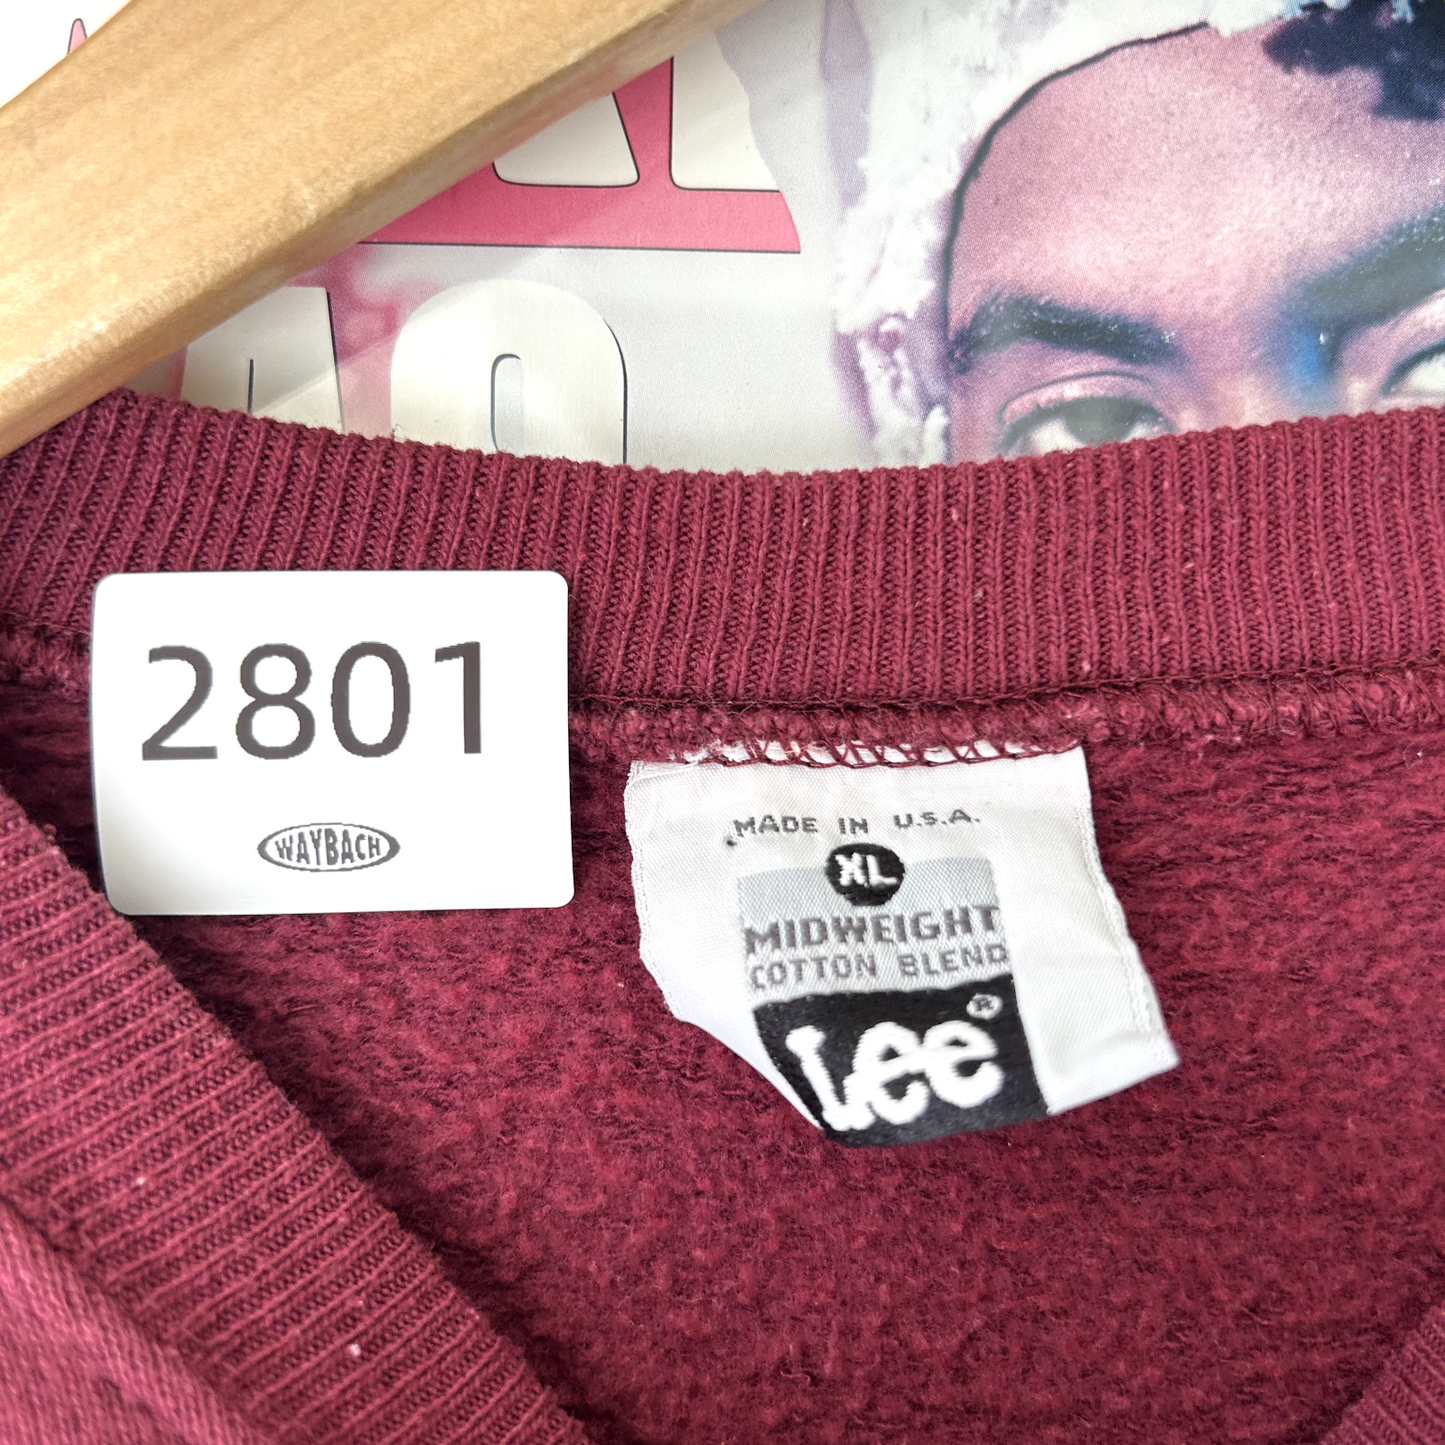 2801
WAYBACH
MADE IN U.S.A.
XL
MIDWEIGHT
COTTON BLEND
Lee®